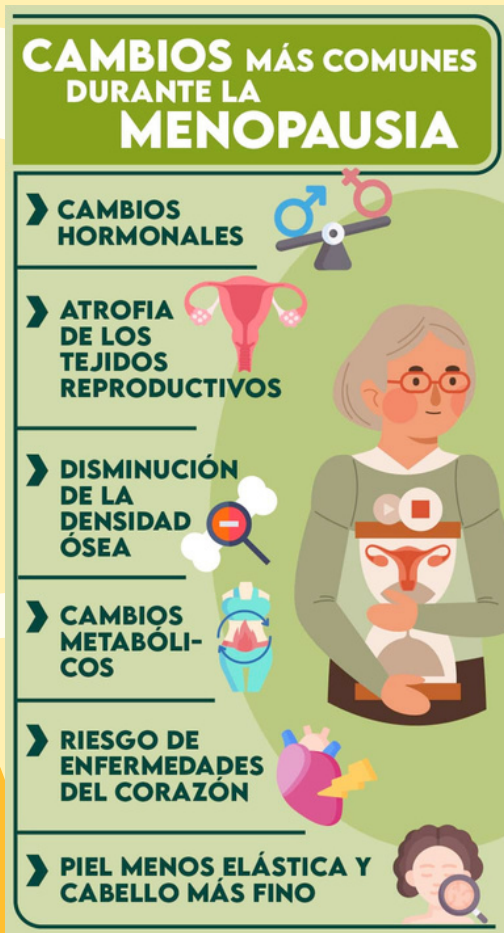 CAMBIOS MÁS COMUNES
DURANTE LA
MENOPAUSIA
CAMBIOS
HORMONALES
ATROFIA
DE LOS
TEJIDOS
REPRODUCTIVOS
DISMINUCIÓN
DE LA
DENSIDAD
ÓSEA
CAMBIOS
METABÓLI-
COS
RIESGO DE
ENFERMEDADES
DEL CORAZÓN
PIEL MENOS ELÁSTICA Y
CABELLO MÁS FINO